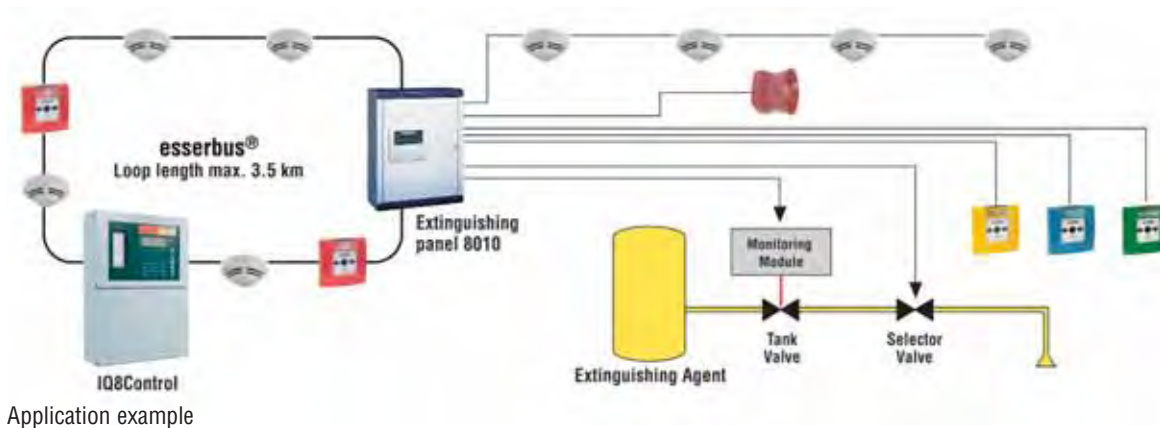 esserbus®
Loop length max. 3.5 km
Extinguishing
panel 8010
Monitoring
Module
Tank
Valve
Selector
Valve
Extinguishing Agent
IQ8Control
Application example